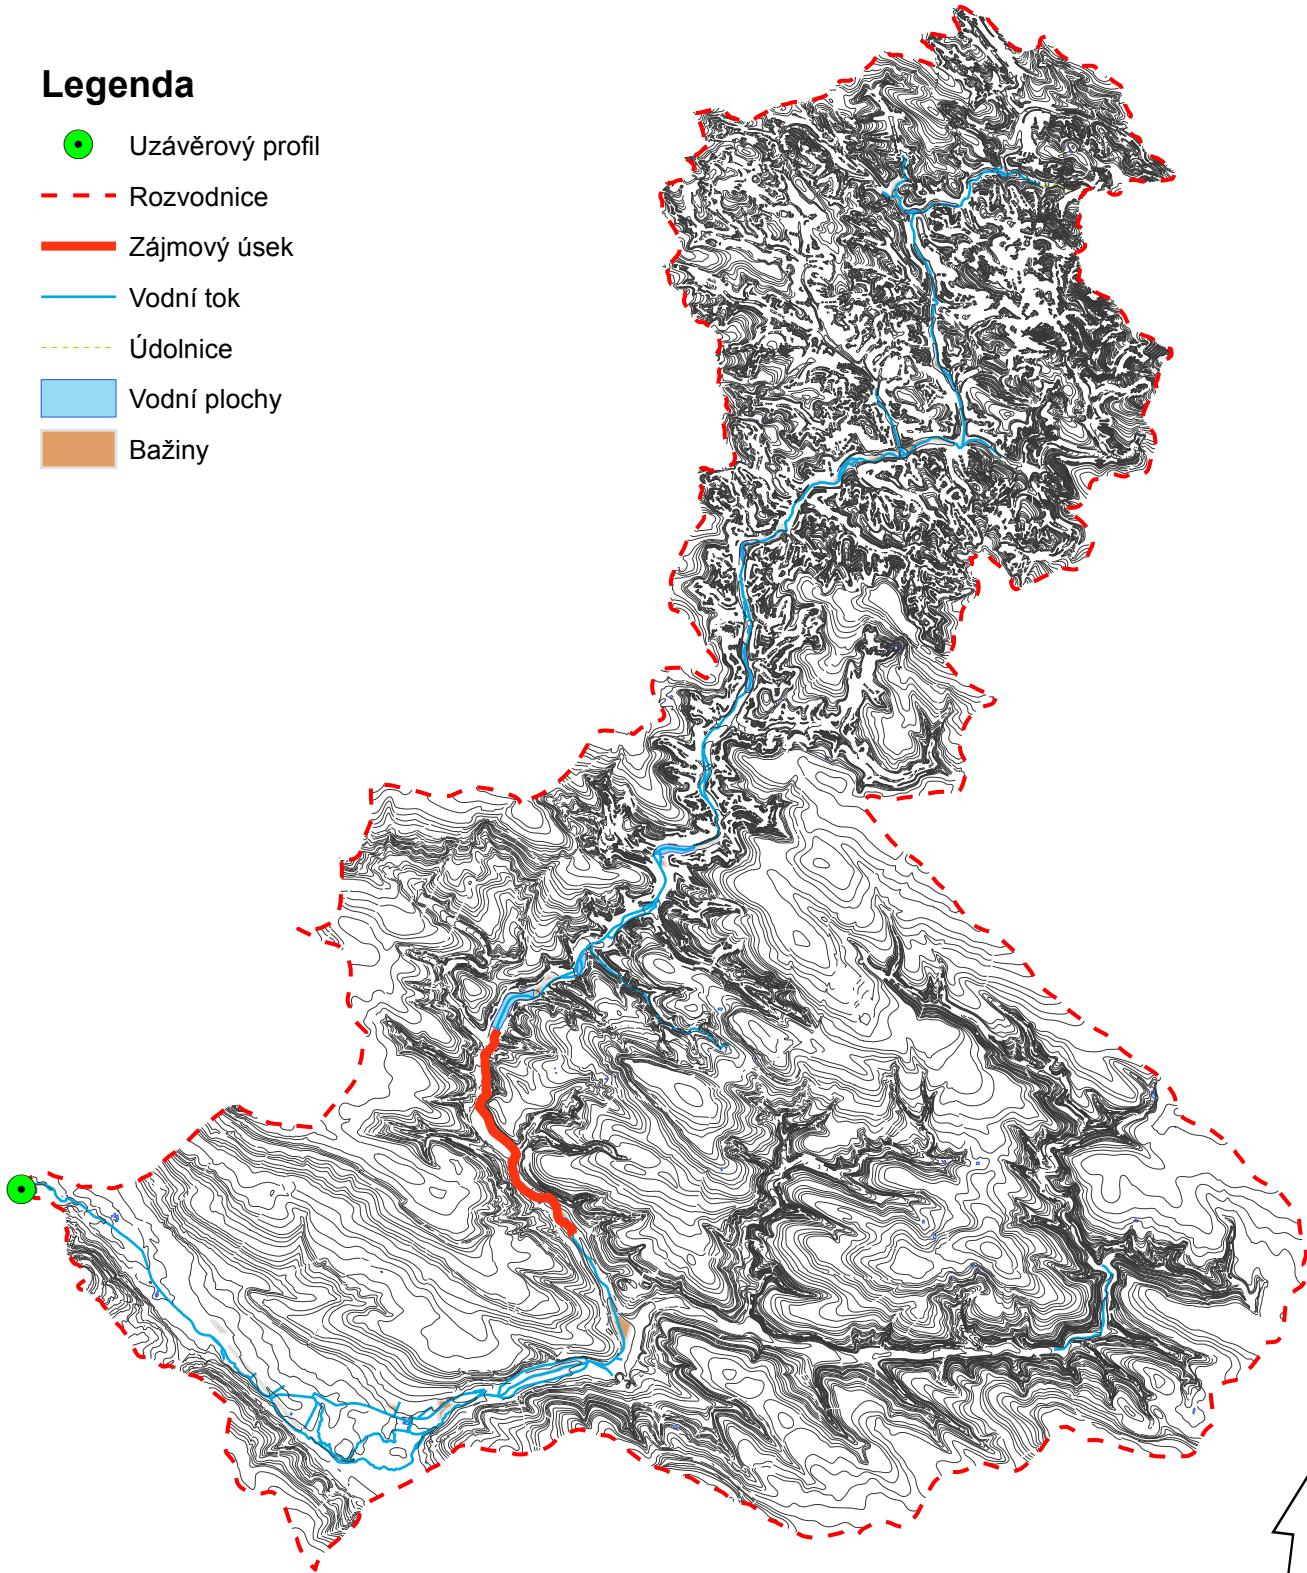 Legenda
Uzávěrový profil
Rozvodnice
Zájmový úsek
Vodní tok
Údolnice
Vodní plochy
Bažiny